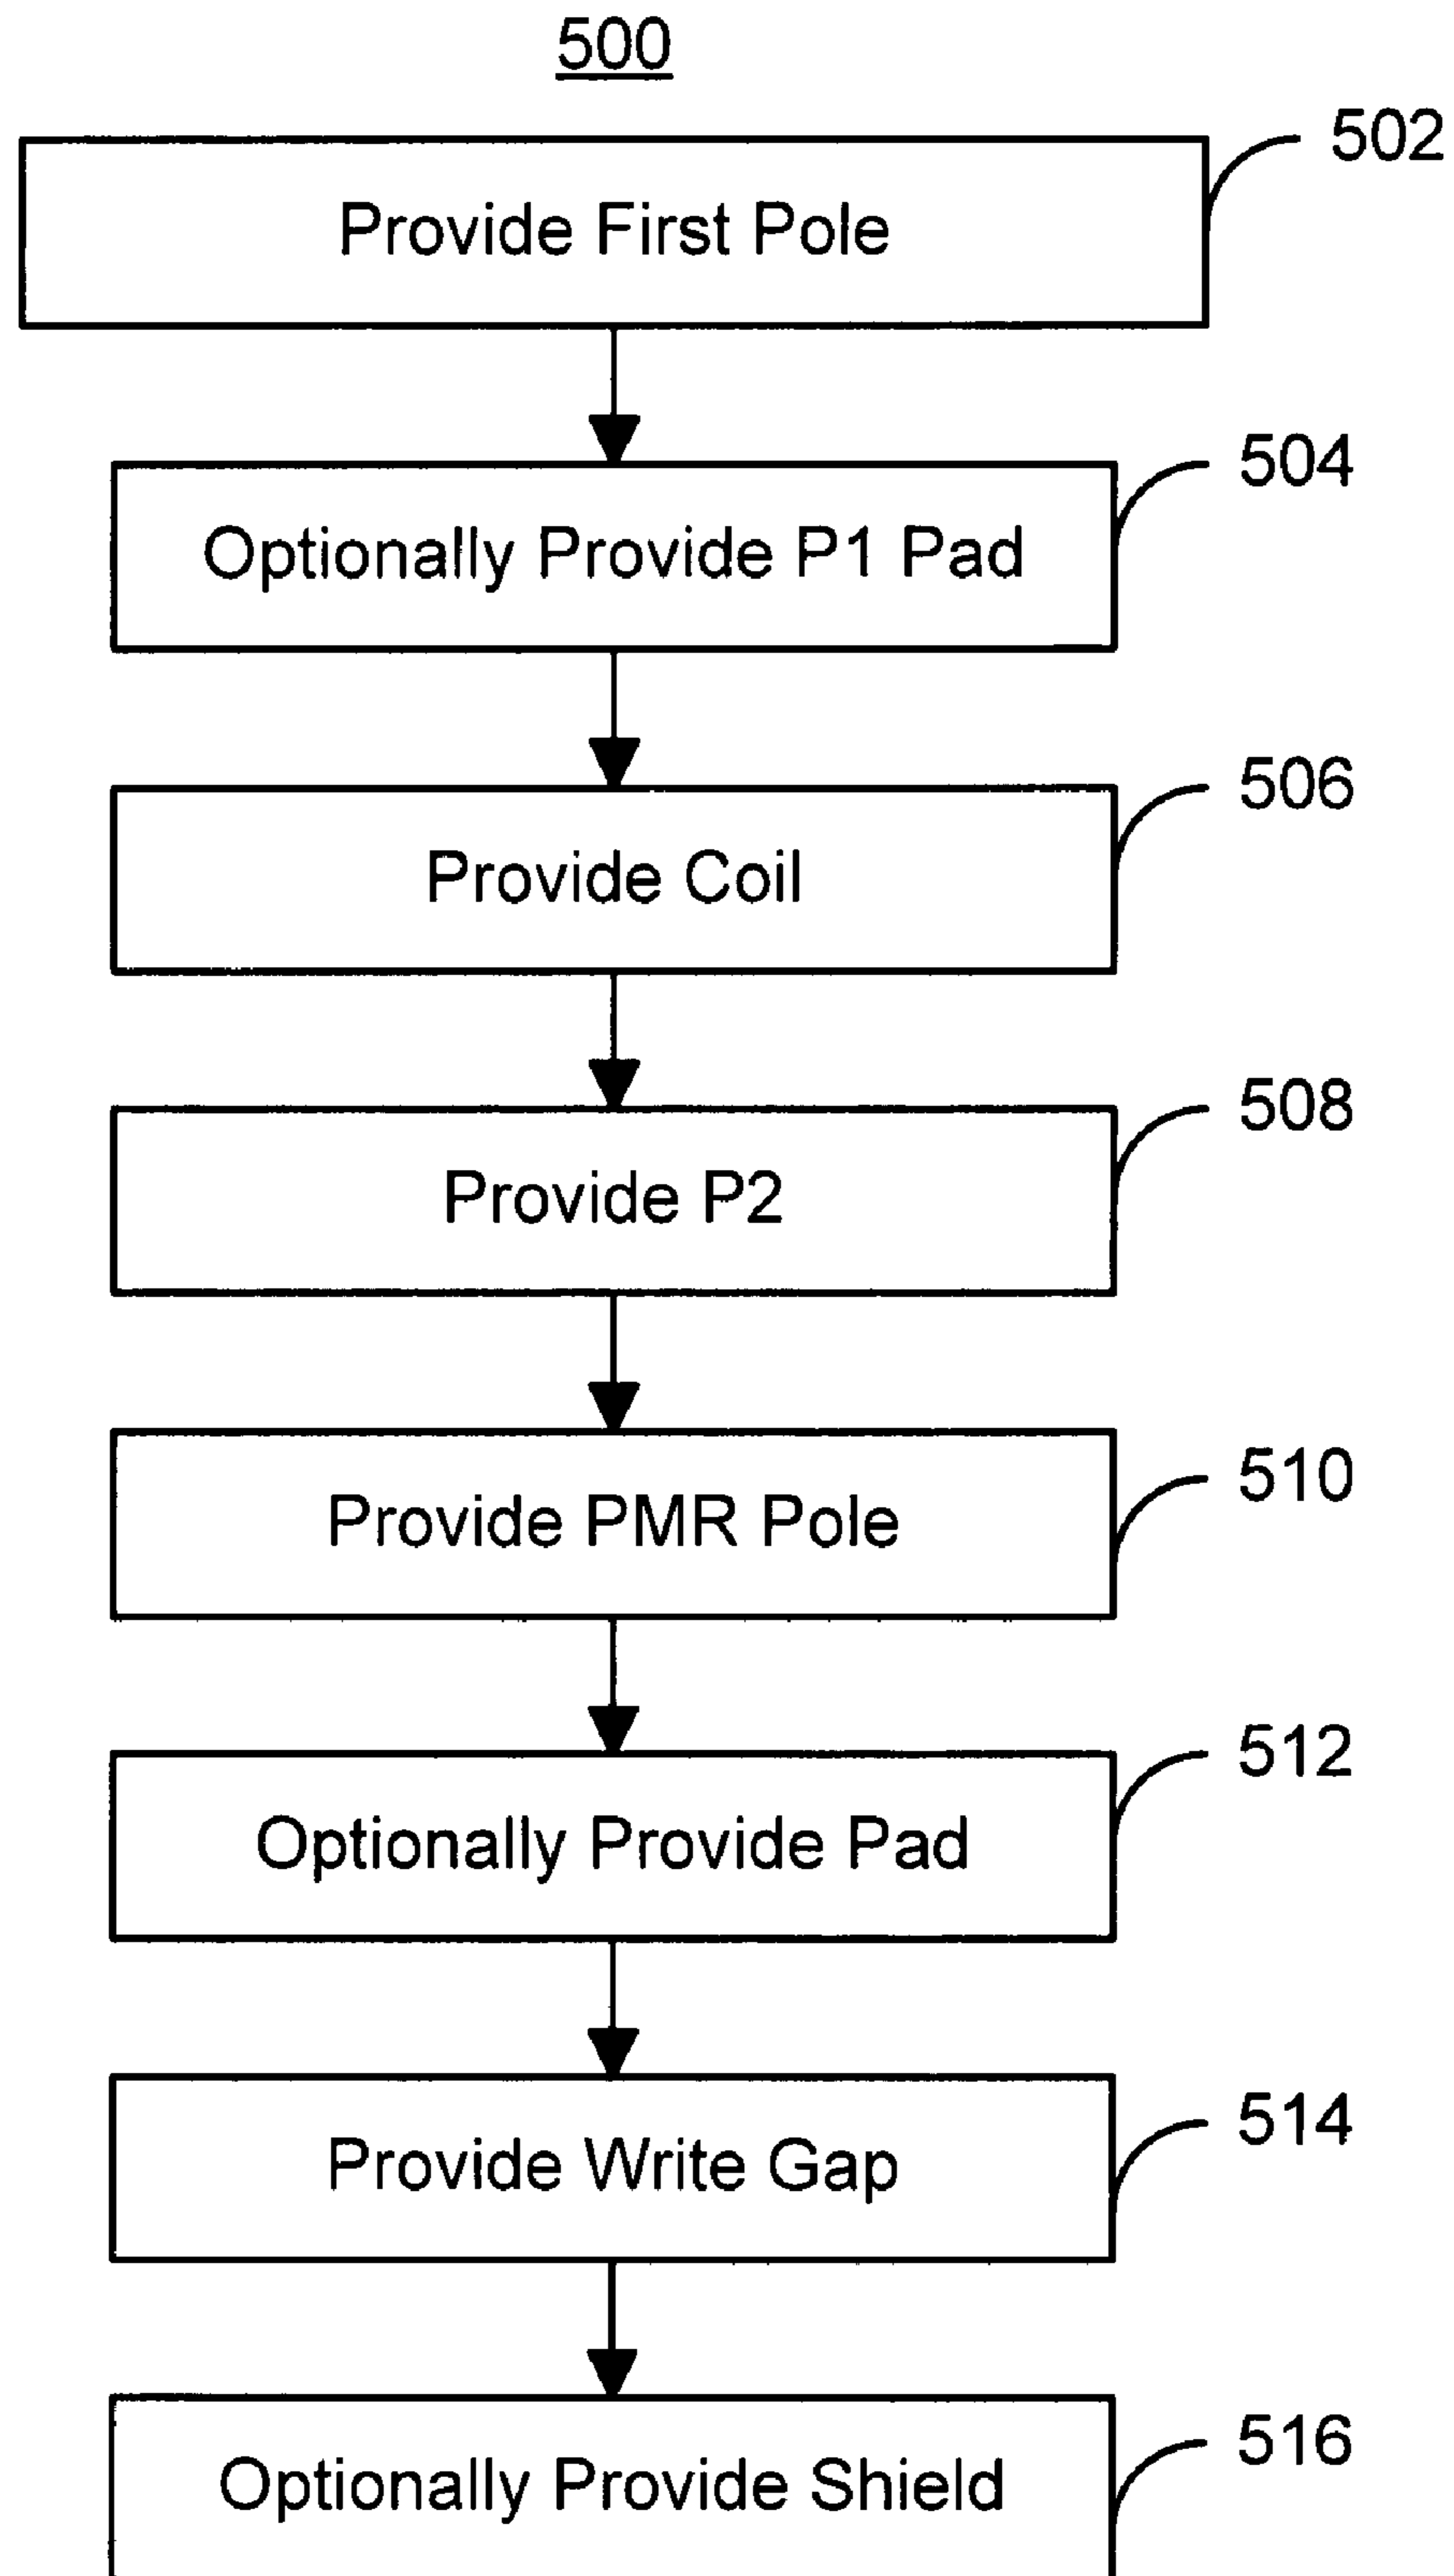 500
502
Provide First Pole
504
Optionally Provide P1 Pad
506
Provide Coil
508
Provide P2
510
Provide PMR Pole
512
Optionally Provide Pad
514
Provide Write Gap
516
Optionally Provide Shield